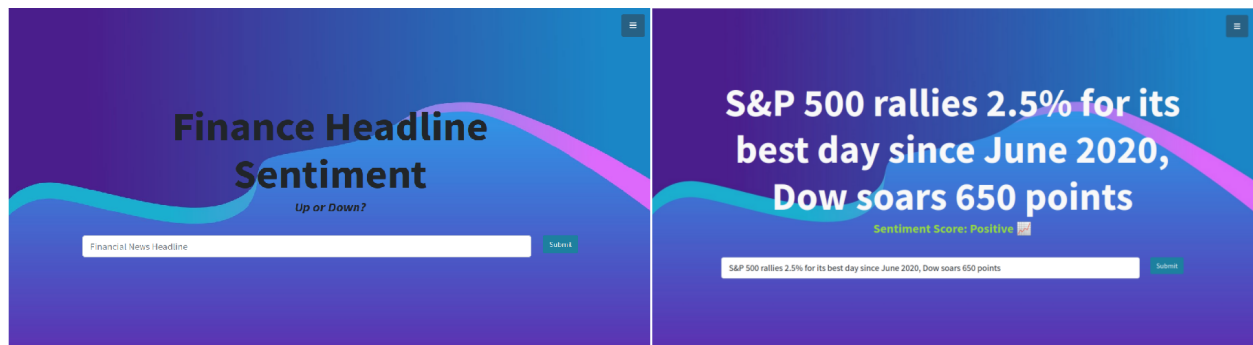 Finance Headline
Sentiment
Up or Down?
Financial News Headline
Submit
S&P 500 rallies 2.5% for its
best day since June 2020,
Dow soars 650 points
Sentiment Score: Positive 📈
S&P 500 rallies 2.5% for its best day since June 2020, Dow soars 650 points
Submit